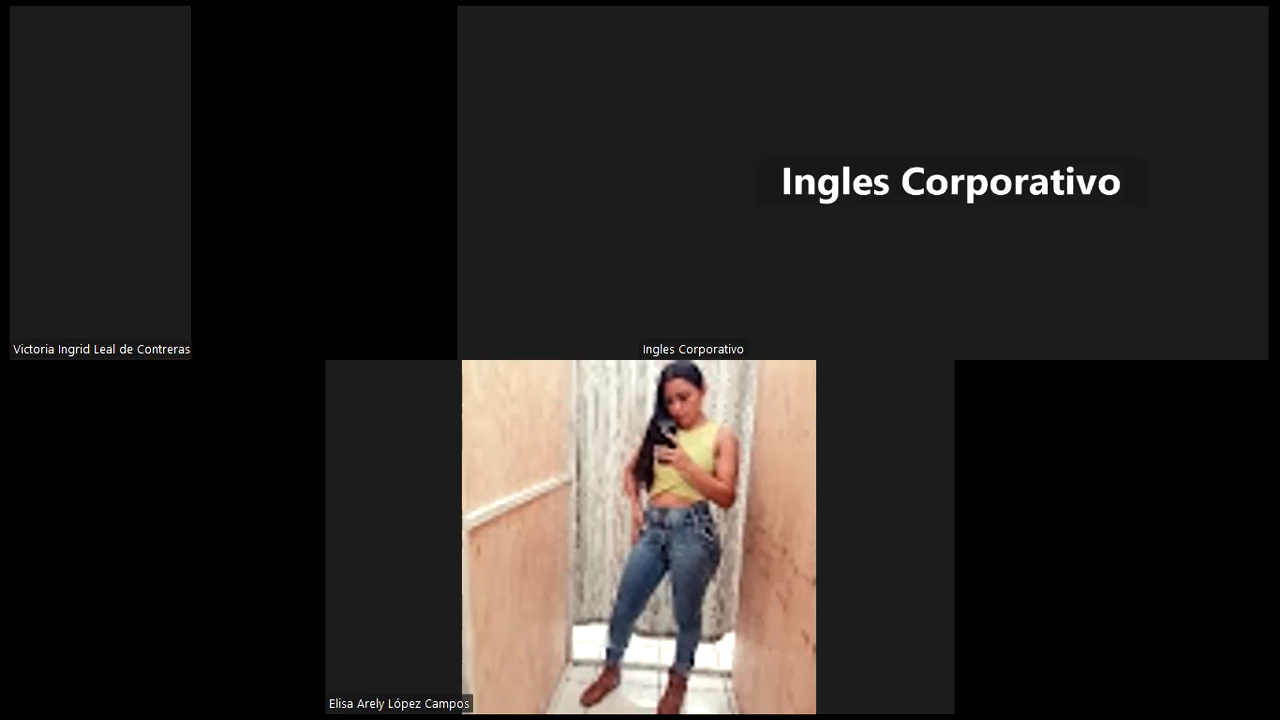 Ingles Corporativo
Victoria Ingrid Leal de Contreras
Ingles Corporativo
Elisa Arely López Campos